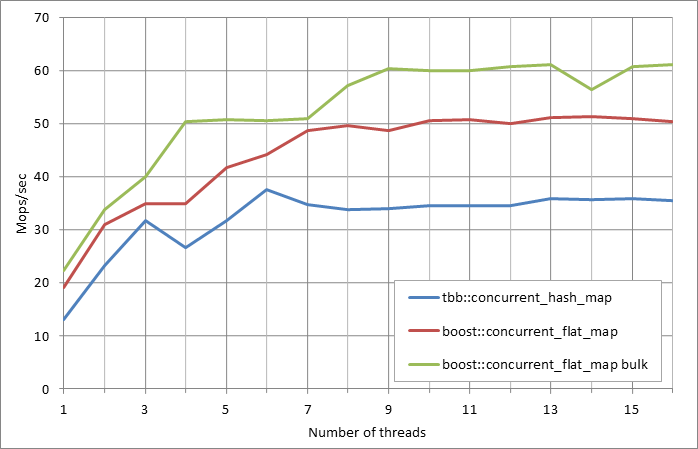 70
60
50
40
30
20
10
0
Mops/sec
tbb::concurrent_hash_map
boost::concurrent_flat_map
boost::concurrent_flat_map bulk
1 3 5 7 9 11 13 15
Number of threads